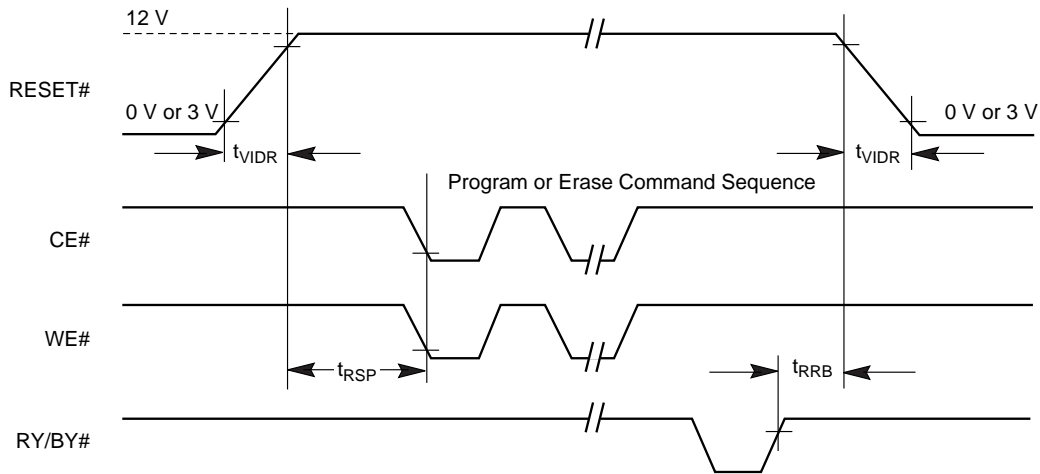 12 V
RESET#
0 V or 3 V
0 V or 3 V
tVIDR
tVIDR
Program or Erase Command Sequence
CE#
WE#
tRSP
tRRB
RY/BY#